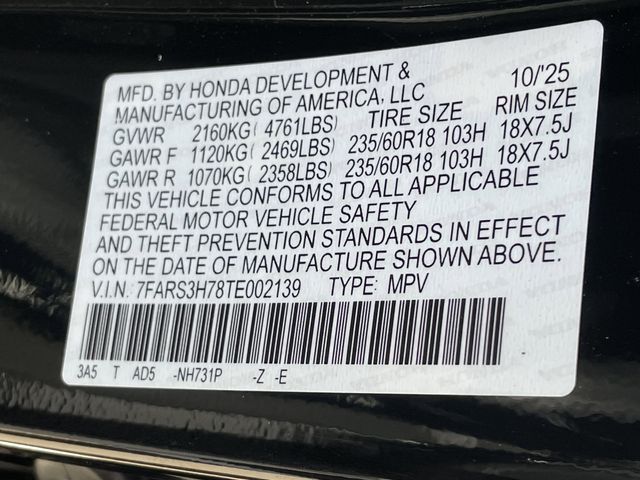 MFD. BY HONDA DEVELOPMENT & 10/'25
MANUFACTURING OF AMERICA, LLC
GVWR 2160KG( 4761LBS) TIRE SIZE RIM SIZE
GAWR F 1120KG( 2469LBS) 235/60R18 103H 18X7.5J
GAWR R 1070KG( 2358LBS) 235/60R18 103H 18X7.5J
THIS VEHICLE CONFORMS TO ALL APPLICABLE
FEDERAL MOTOR VEHICLE SAFETY
AND THEFT PREVENTION STANDARDS IN EFFECT
ON THE DATE OF MANUFACTURE SHOWN ABOVE.
V.I.N: 7FARS3H78TE002139 TYPE: MPV
3A5 T AD5 -NH731P -Z -E